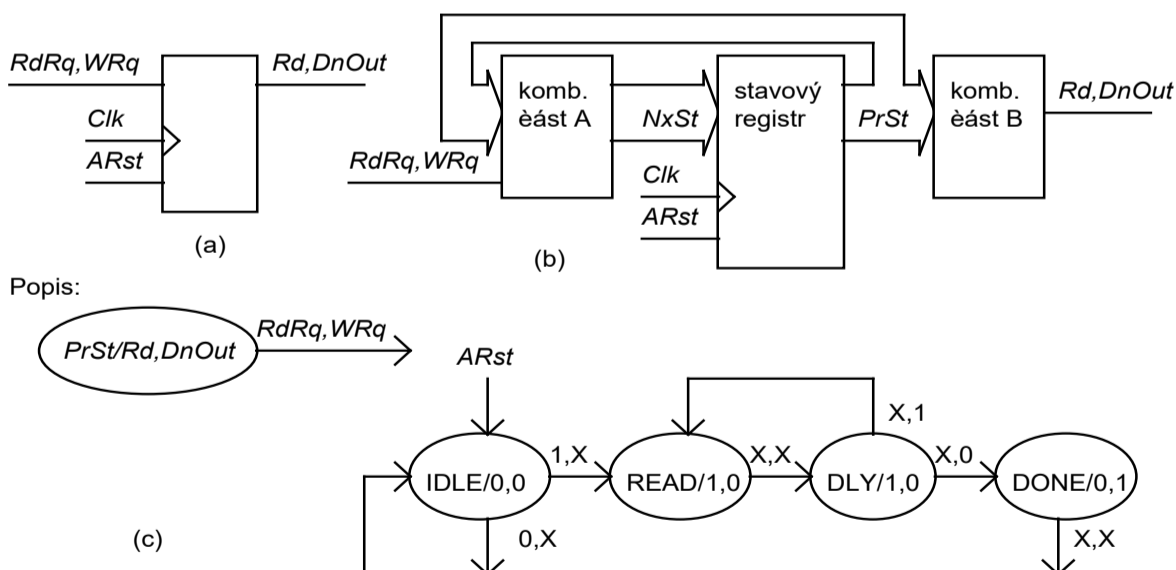 RdRq,WRq
Rd,DnOut
Clk
ARst
(a)
komb.
èást A
NxSt
stavový
registr
PrSt
komb.
èást B
Rd,DnOut
RdRq,WRq
Clk
ARst
(b)
Popis:
PrSt/Rd,DnOut
RdRq,WRq
ARst
X,1
IDLE/0,0
1,X
READ/1,0
X,X
DLY/1,0
X,0
DONE/0,1
0,X
X,X
(c)